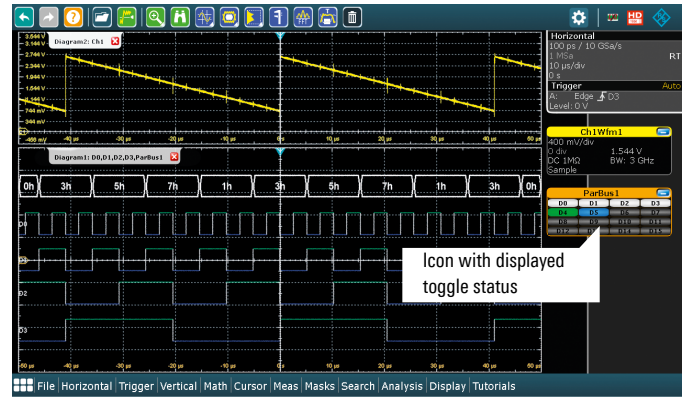 HD
3.544 V
3.144 V
2.744 V
2.344 V
1.944 V
1.544 V
744 mV
344 mV
-456 mV
Diagram2: Ch1
-40 µs -30 µs -20 µs -10 µs 0 s 10 µs 20 µs 30 µs 40 µs 50 µs
Diagram1: D0,D1,D2,D3,ParBus1
0h 3h 5h 7h 1h 3h 5h 7h 1h 3h 0h
D0
D2
D3
-50 µs -40 µs -30 µs -20 µs -10 µs 0 s 10 µs 20 µs 30 µs 40 µs 50 µs
Horizontal
100 ps / 10 GSa/s
1 MSa RT
10 µs/div
0 s
Trigger Auto
A: Edge D3
Level: 0 V
Ch1Wfm1
400 mV/div
0 div 1.544 V
DC 1MΩ BW: 3 GHz
Sample
ParBus1
D0 D1 D2 D3
D4 D5 D6 D7
D8 D9 D10 D11
D12 D14 D15
Icon with displayed
toggle status
File Horizontal Trigger Vertical Math Cursor Meas Masks Search Analysis Display Tutorials